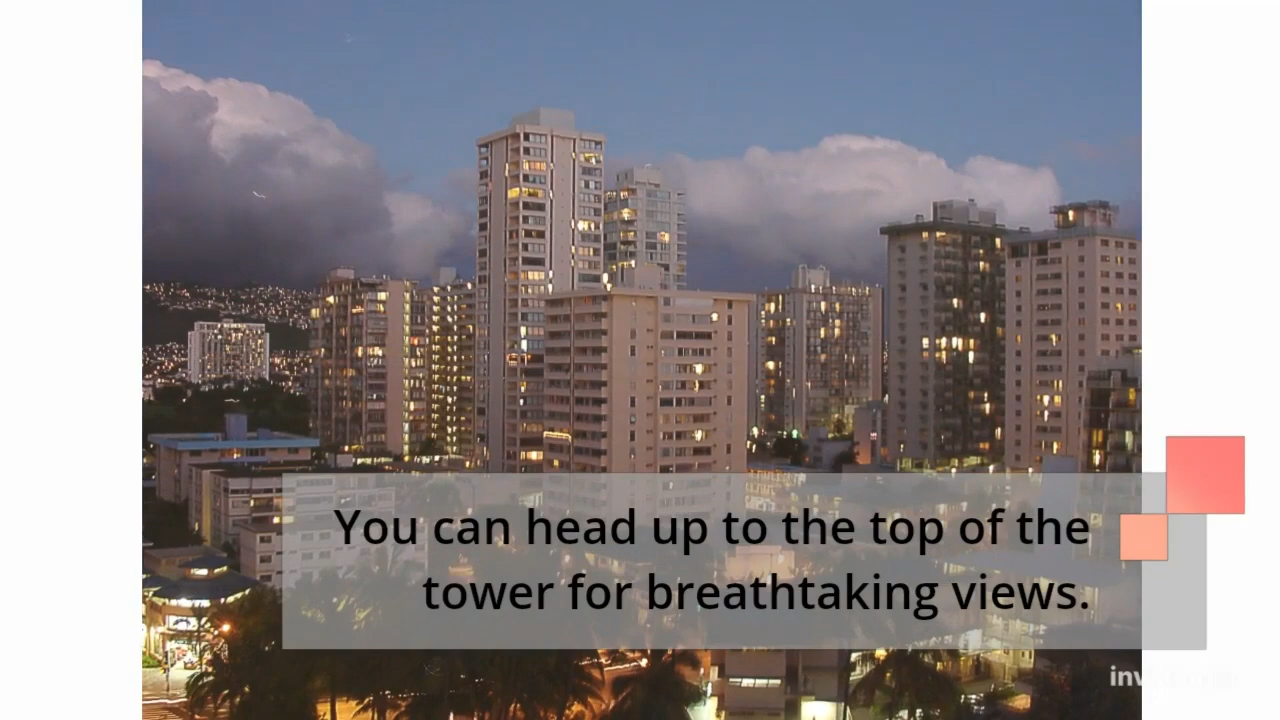 You can head up to the top of the
tower for breathtaking views.